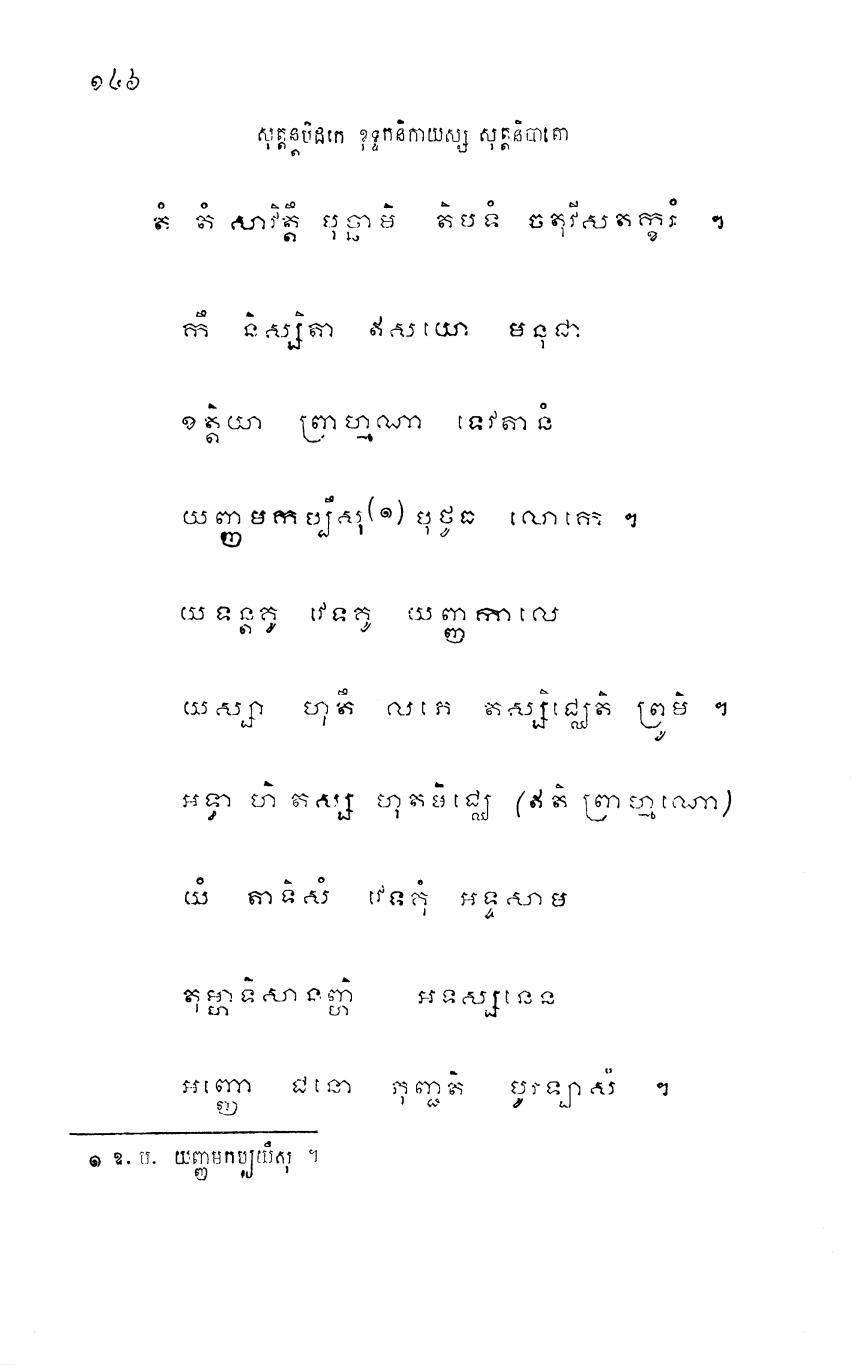 ១៤៦
សុត្តន្តបិដកេ ខុទ្ទកនិកាយស្ស សុត្តនិបាតោ
តំ តំ សាវិត្តឹ បុច្ឆាមិ តិបទំ ចតុវីសតក្ខរំ ៗ
កឹ និស្សិតា ឥសយោ មនុជា
ខត្តិយា ព្រាហ្មណា ទេវតានំ
យញ្ញមកប្បឹសុ(១) បុថូធ លោកេ ៗ
យទន្តគូ វេទគូ យញ្ញកាលេ
យស្សា ហុតឹ លភេ តស្សិជ្ឈេតិ ព្រូមិ ៗ
អទ្ធា ហិ តស្ស ហុតមិជ្ឈេ (ឥតិ ព្រាហ្មណោ)
យំ តាទិសំ វេទគុំ អទ្ទសាម
តុម្ហាទិសានញ្ហិ អទស្សនេន
អញ្ញោ ជនោ ភុញ្ជតិ បូរឡាសំ ៗ
១ ឱ. ប. យញ្ញមកប្បយឹសុ ។